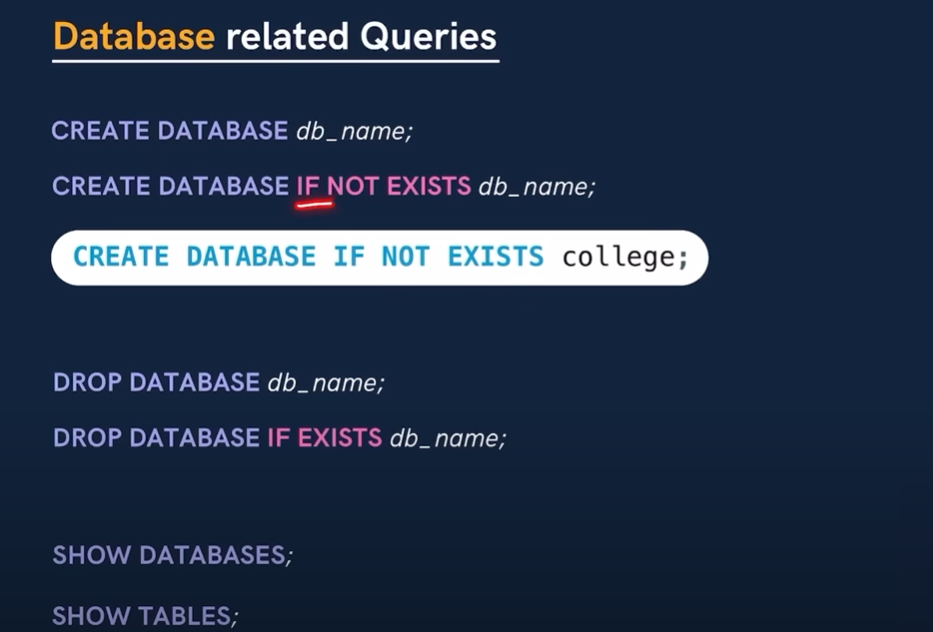 Database related Queries
CREATE DATABASE db_name;
CREATE DATABASE IF NOT EXISTS db_name;
CREATE DATABASE IF NOT EXISTS college;
DROP DATABASE db_name;
DROP DATABASE IF EXISTS db_name;
SHOW DATABASES;
SHOW TABLES;